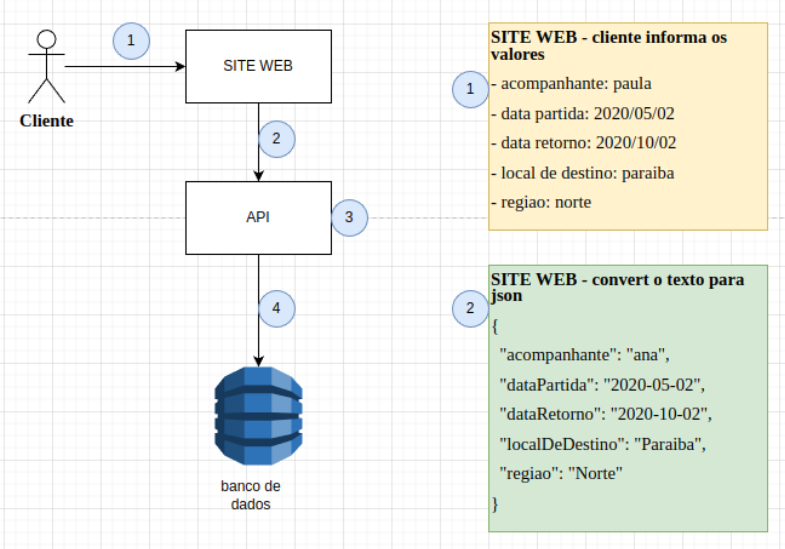 1
SITE WEB
Cliente
2
API
3
4
banco de
dados
SITE WEB - cliente informa os
valores
1
- acompanhante: paula
- data partida: 2020/05/02
- data retorno: 2020/10/02
- local de destino: paraiba
- regiao: norte
SITE WEB - convert o texto para
json
2
{
"acompanhante": "ana",
"dataPartida": "2020-05-02",
"dataRetorno": "2020-10-02",
"localDeDestino": "Paraiba",
"regiao": "Norte"
}